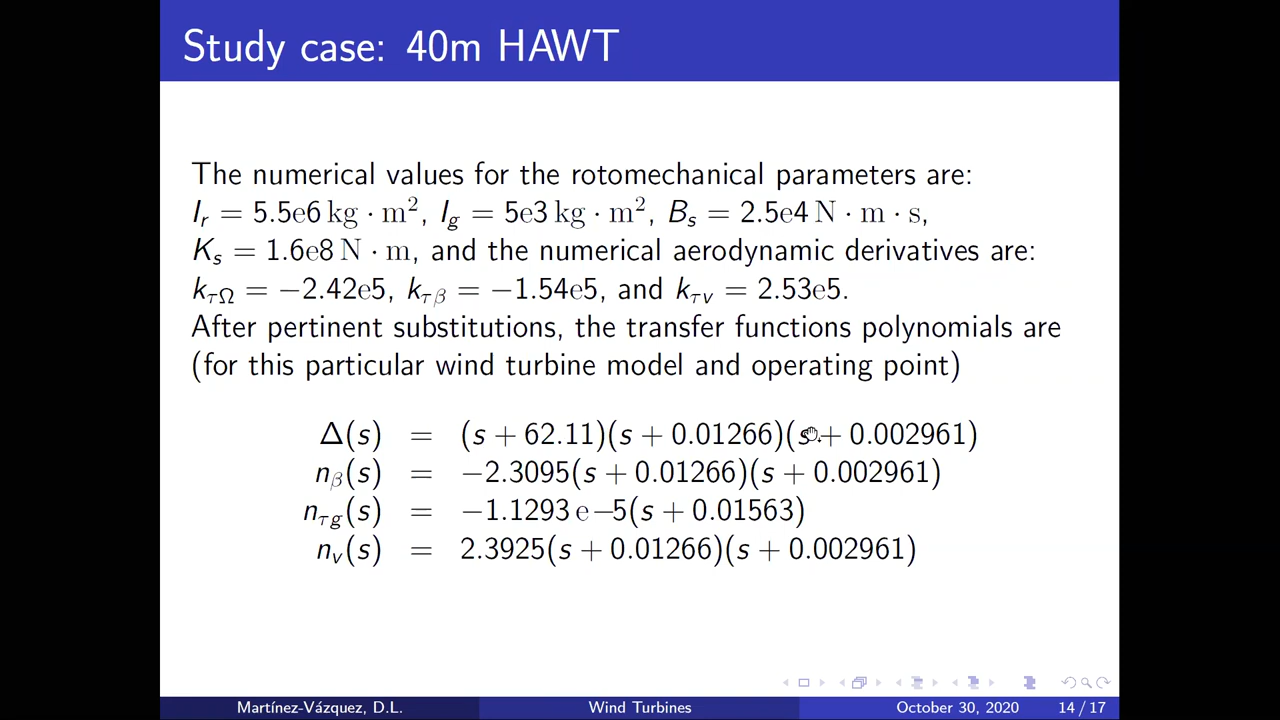 Study case: 40m HAWT
The numerical values for the rotomechanical parameters are:
I_r = 5.5e6 kg · m², I_g = 5e3 kg · m², B_s = 2.5e4 N · m · s,
K_s = 1.6e8 N · m, and the numerical aerodynamic derivatives are:
k_τΩ = −2.42e5, k_τβ = −1.54e5, and k_τv = 2.53e5.
After pertinent substitutions, the transfer functions polynomials are
(for this particular wind turbine model and operating point)
Δ(s) = (s + 62.11)(s + 0.01266)(s + 0.002961)
n_β(s) = −2.3095(s + 0.01266)(s + 0.002961)
n_τg(s) = −1.1293 e−5(s + 0.01563)
n_v(s) = 2.3925(s + 0.01266)(s + 0.002961)
Martínez-Vázquez, D.L. Wind Turbines October 30, 2020 14 / 17